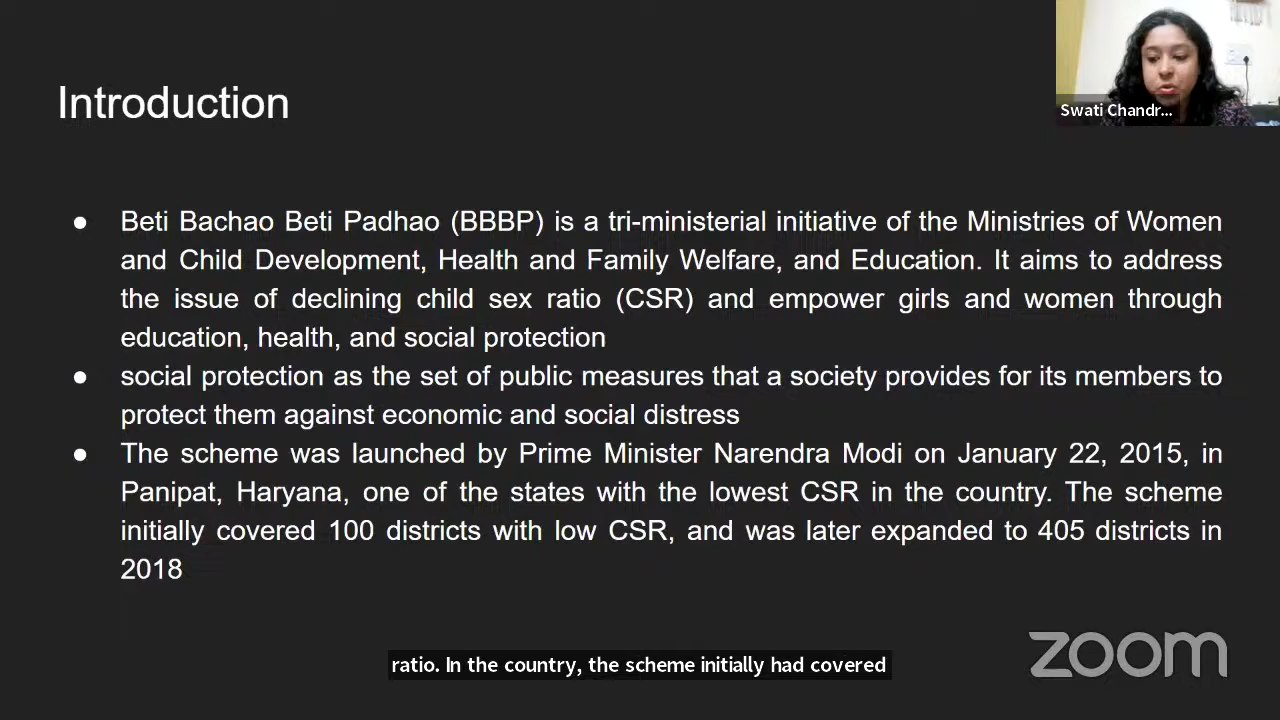 Introduction
Swati Chandr...
● Beti Bachao Beti Padhao (BBBP) is a tri-ministerial initiative of the Ministries of Women
and Child Development, Health and Family Welfare, and Education. It aims to address
the issue of declining child sex ratio (CSR) and empower girls and women through
education, health, and social protection
● social protection as the set of public measures that a society provides for its members to
protect them against economic and social distress
● The scheme was launched by Prime Minister Narendra Modi on January 22, 2015, in
Panipat, Haryana, one of the states with the lowest CSR in the country. The scheme
initially covered 100 districts with low CSR, and was later expanded to 405 districts in
2018
zoom
ratio. In the country, the scheme initially had covered